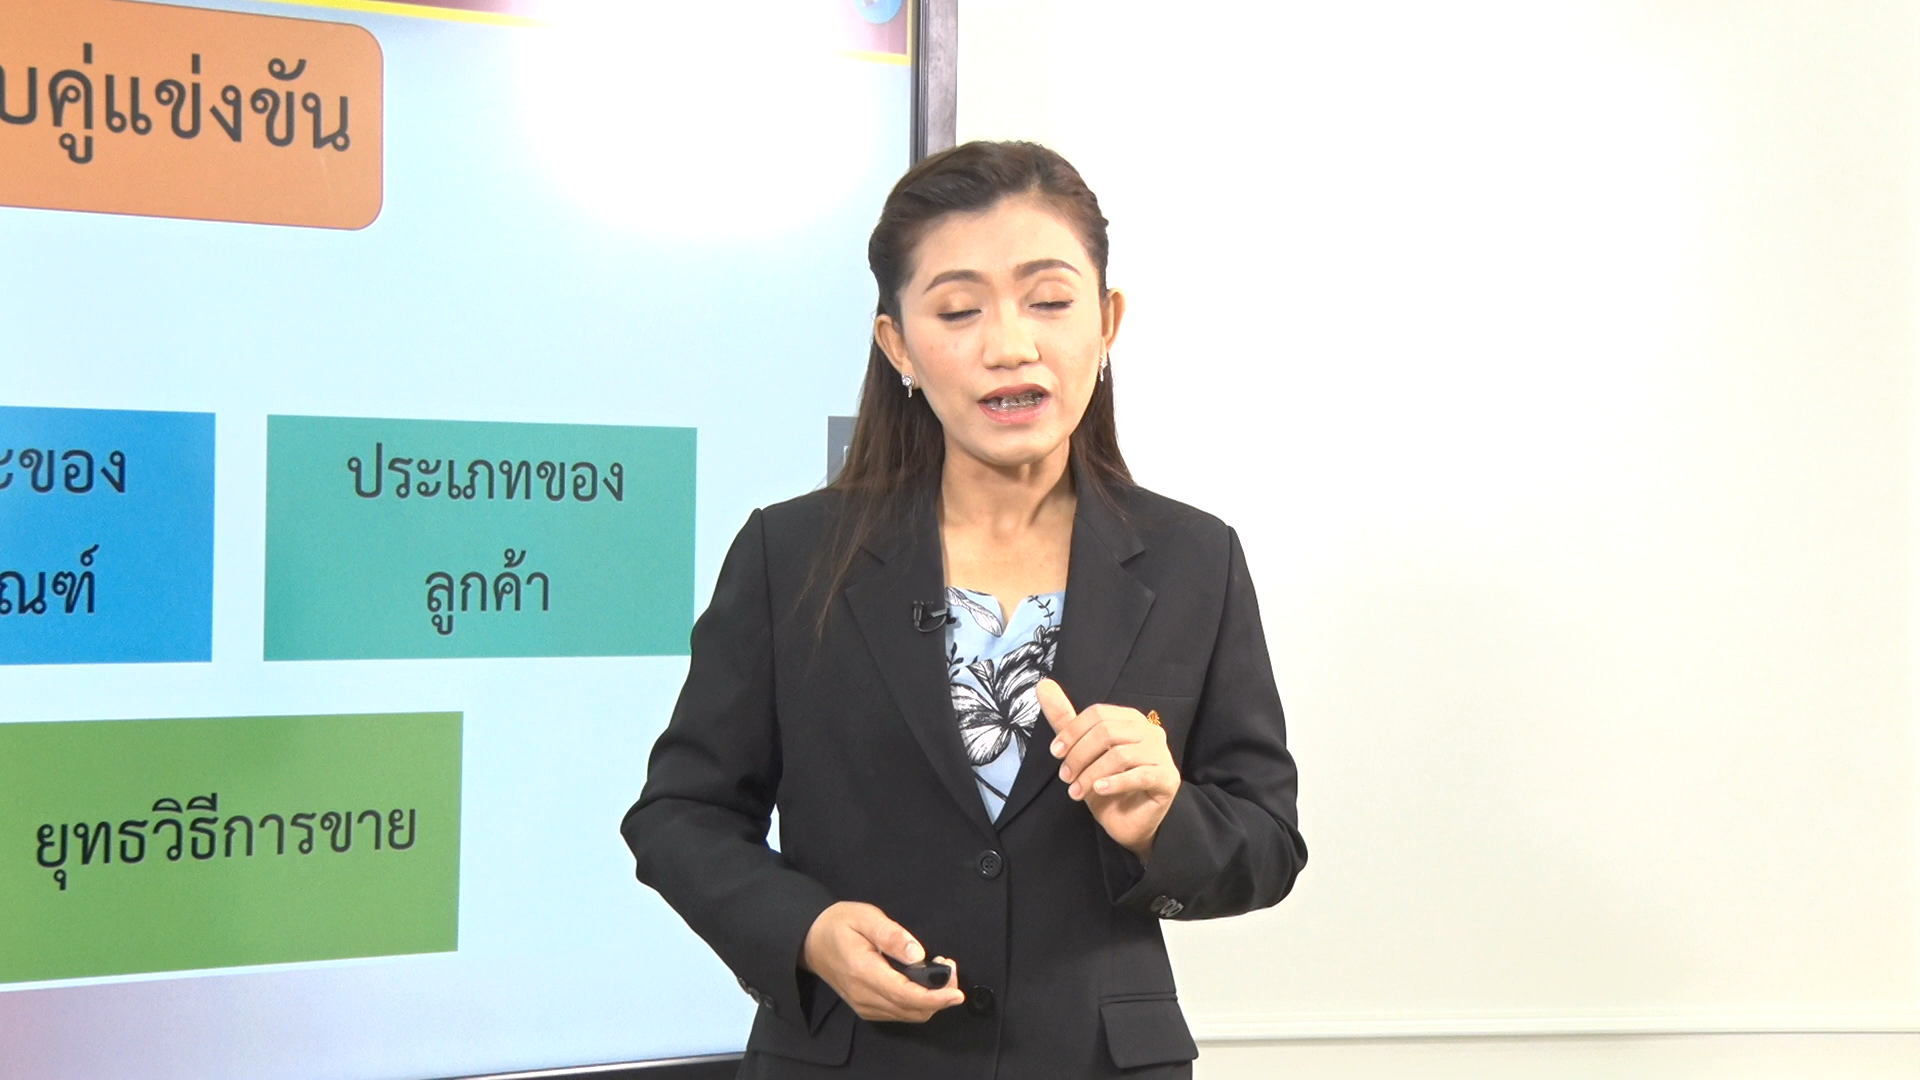 บคู่แข่งขัน
ะของ
ณฑ์
ประเภทของ
ลูกค้า
ยุทธวิธีการขาย